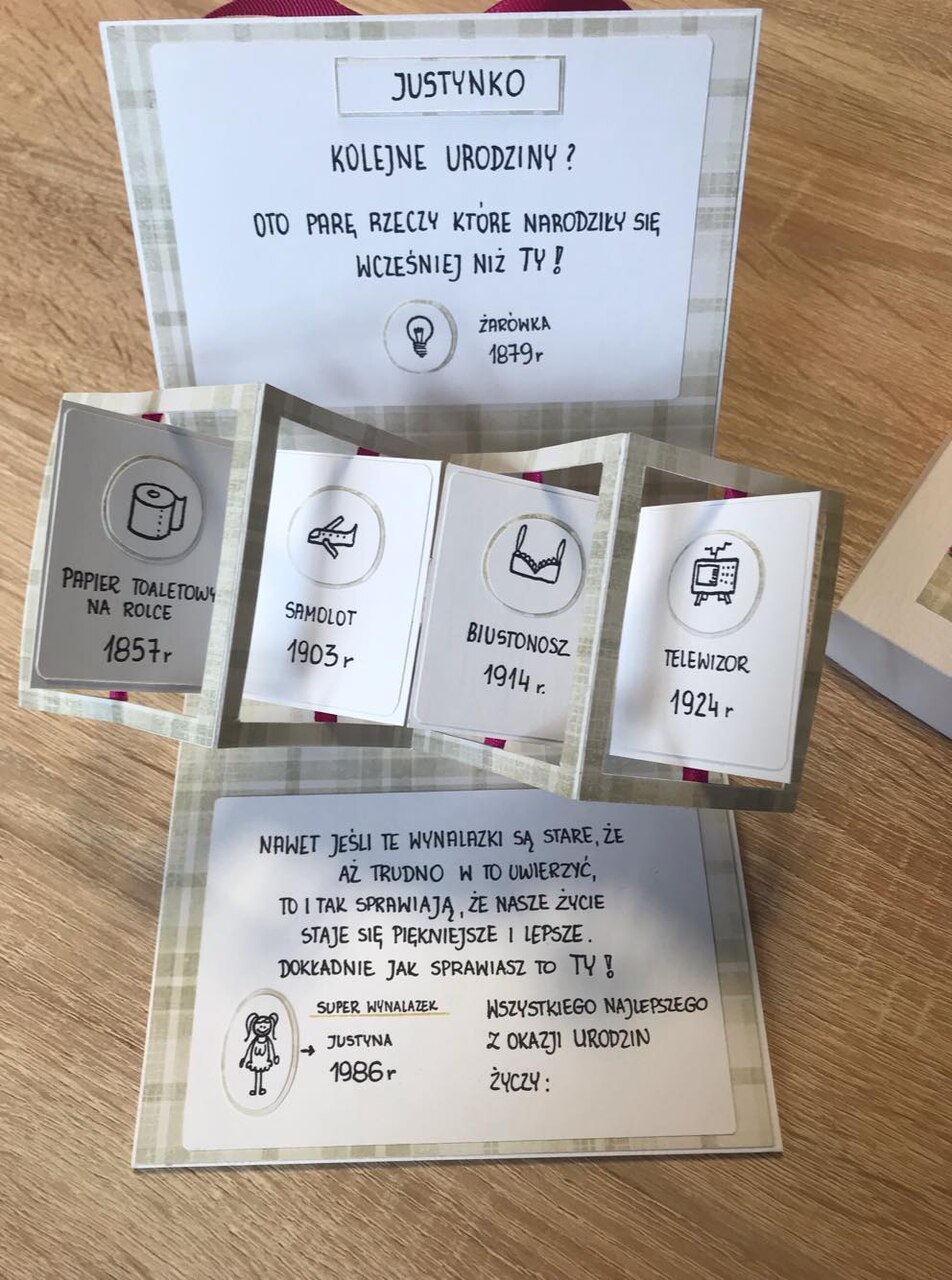 JUSTYNKO
KOLEJNE URODZINY?
OTO PARĘ RZECZY KTÓRE NARODZIŁY SIĘ
WCZEŚNIEJ NIŻ TY!
ŻARÓWKA
1879r
PAPIER TOALETOWY
NA ROLCE
1857r
SAMOLOT
1903r
BIUSTONOSZ
1914r.
TELEWIZOR
1924r
NAWET JEŚLI TE WYNALAZKI SĄ STARE, ŻE
AŻ TRUDNO W TO UWIERZYĆ,
TO I TAK SPRAWIAJĄ, ŻE NASZE ŻYCIE
STAJE SIĘ PIĘKNIEJSZE I LEPSZE.
DOKŁADNIE JAK SPRAWIASZ TO TY!
SUPER WYNALAZEK
JUSTYNA
1986r
WSZYSTKIEGO NAJLEPSZEGO
Z OKAZJI URODZIN
ŻYCZY: